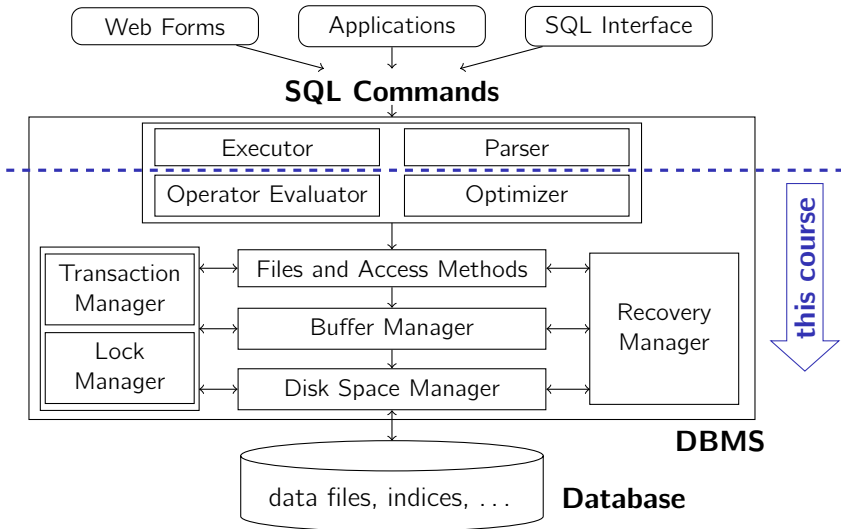 Web Forms
Applications
SQL Interface
SQL Commands
Executor
Parser
Operator Evaluator
Optimizer
Files and Access Methods
Transaction
Manager
Buffer Manager
Lock
Manager
Disk Space Manager
Recovery
Manager
this course
DBMS
data files, indices, . . .
Database